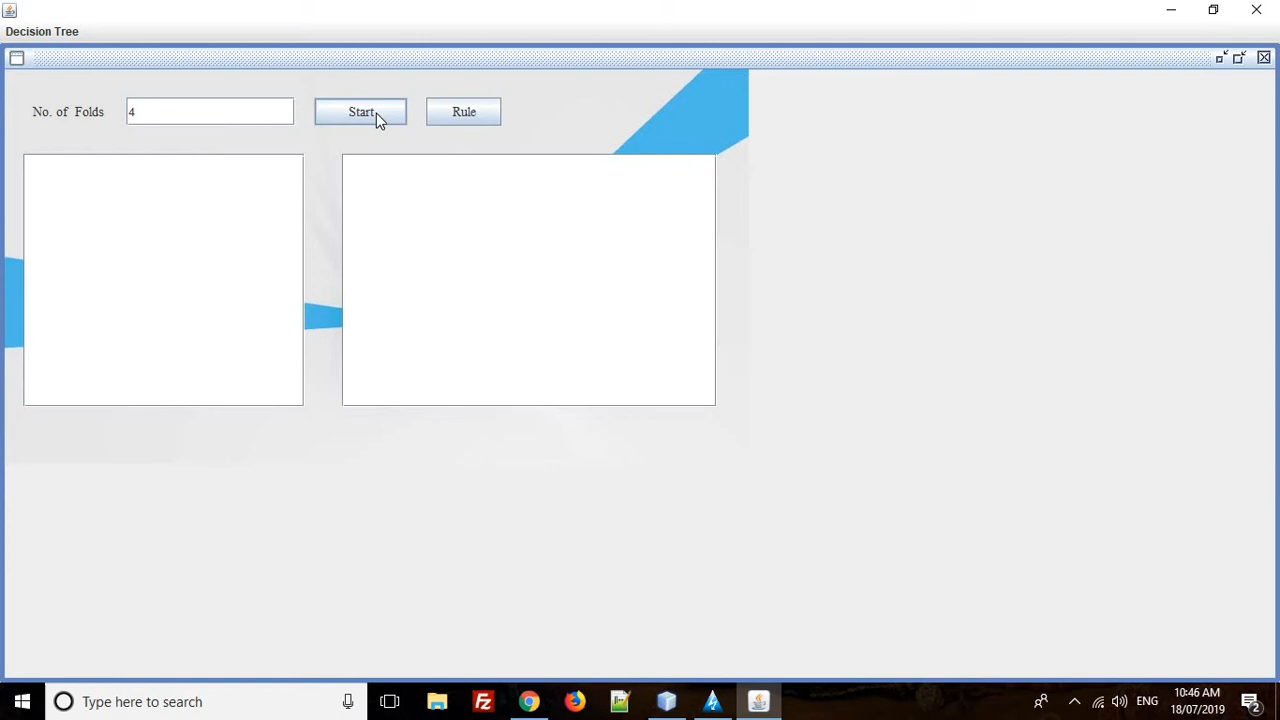 Decision Tree
No. of Folds 4 Start Rule
Type here to search
ENG
10:46 AM
18/07/2019
2